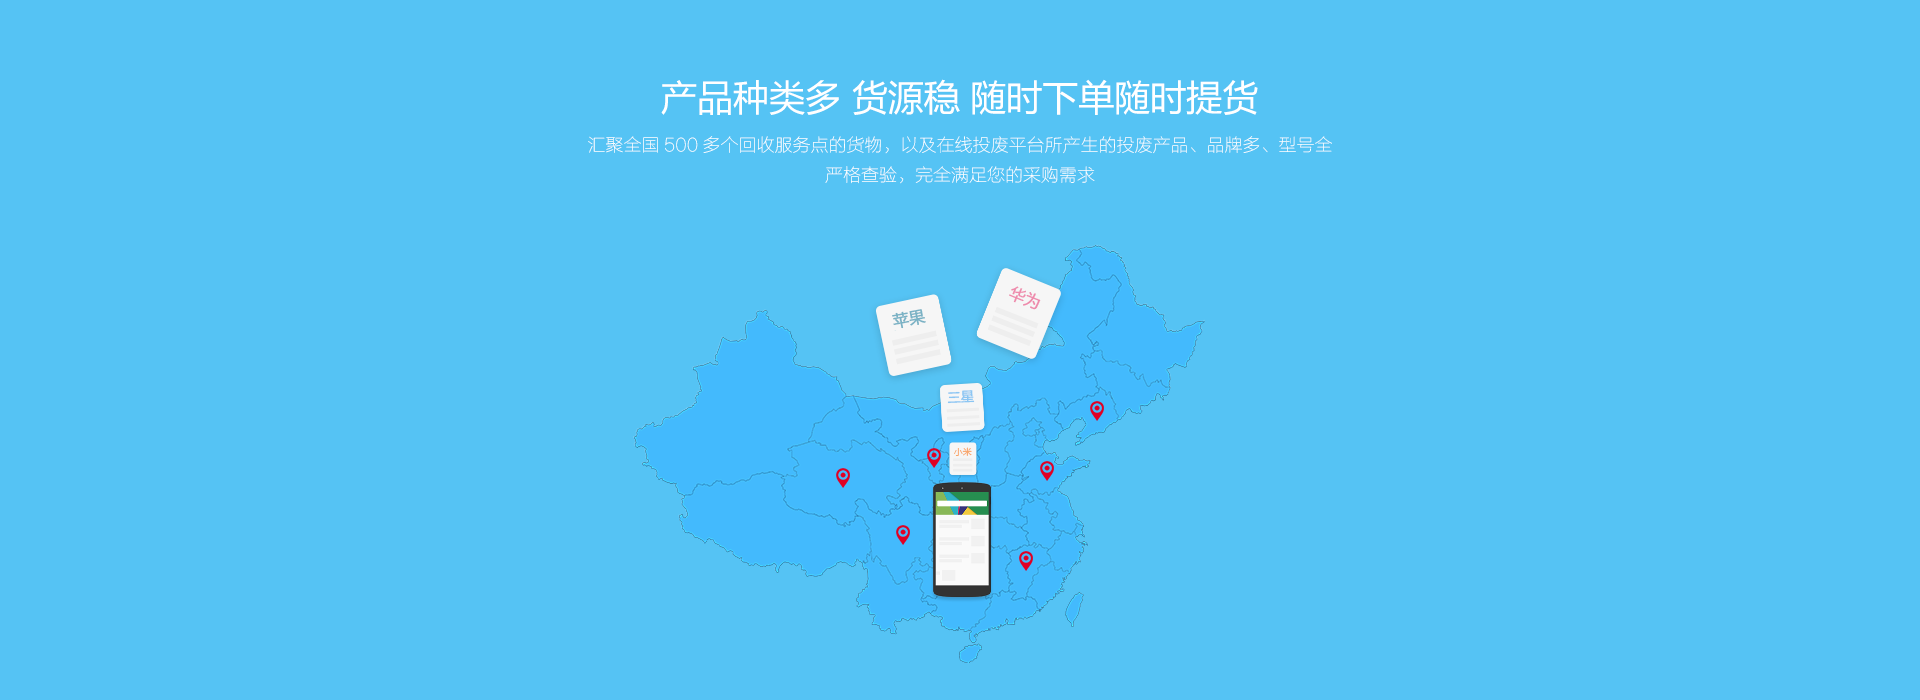 产品种类多 货源稳 随时下单随时提货
汇聚全国 500 多个回收服务点的货物，以及在线投废平台所产生的投废产品、品牌多、型号全
严格查验，完全满足您的采购需求
华为
苹果
三星
小米